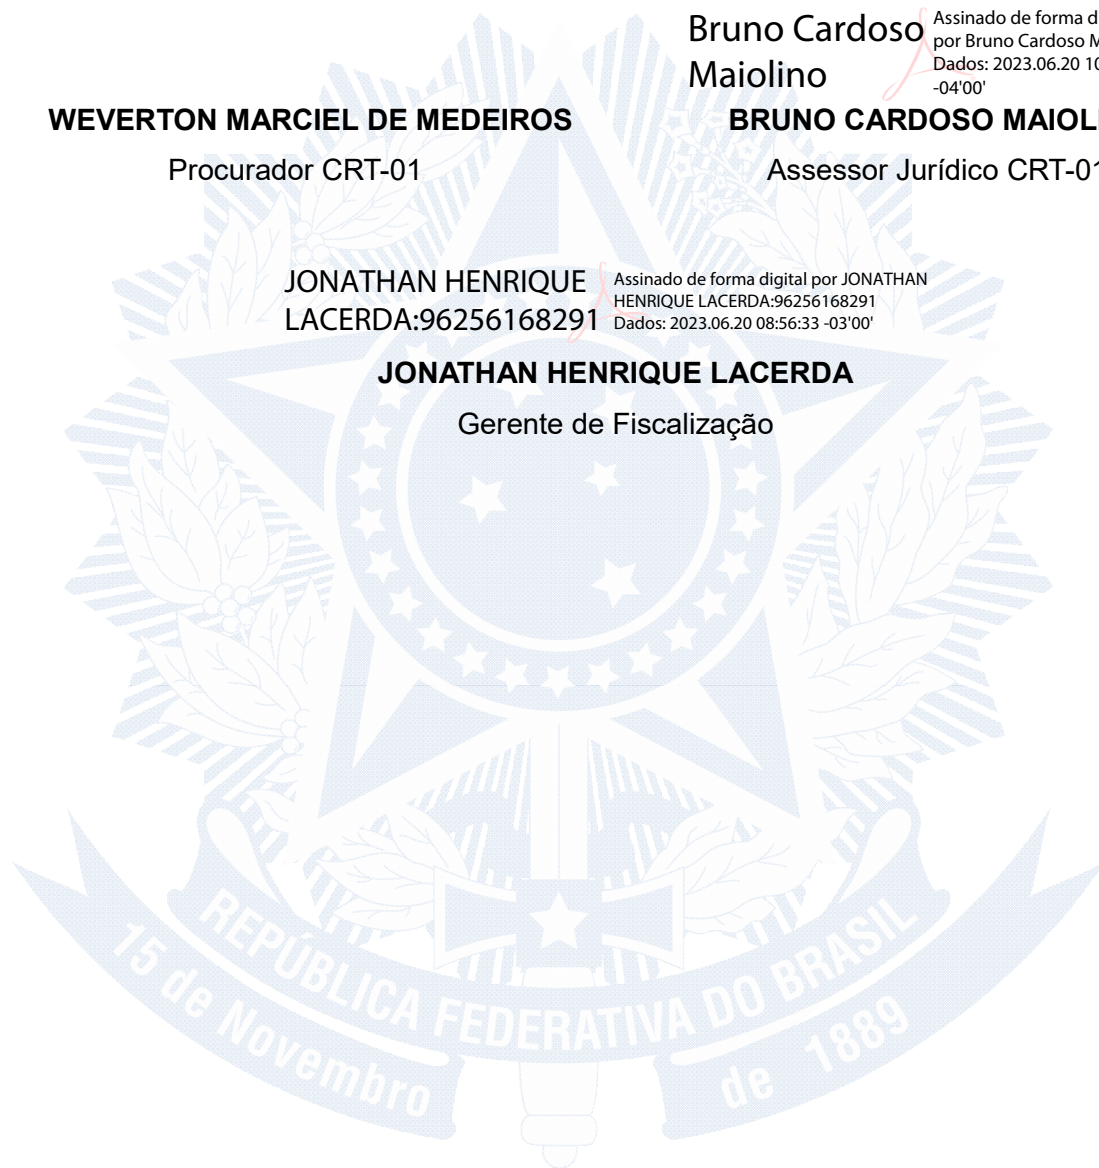 Bruno Cardoso
Maiolino
Assinado de forma d
por Bruno Cardoso M
Dados: 2023.06.20 10
-04'00'
WEVERTON MARCIEL DE MEDEIROS
BRUNO CARDOSO MAIOL
Procurador CRT-01
Assessor Jurídico CRT-01
JONATHAN HENRIQUE
LACERDA:96256168291
Assinado de forma digital por JONATHAN
HENRIQUE LACERDA:96256168291
Dados: 2023.06.20 08:56:33 -03'00'
JONATHAN HENRIQUE LACERDA
Gerente de Fiscalização
REPÚBLICA FEDERATIVA DO BRASIL
15 de Novembro de 1889